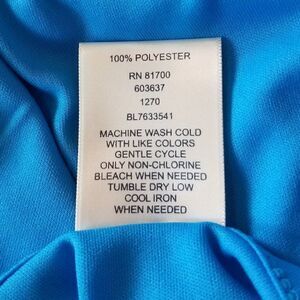 100% POLYESTER
RN 81700
603637
1270
BL7633541
MACHINE WASH COLD
WITH LIKE COLORS
GENTLE CYCLE
ONLY NON-CHLORINE
BLEACH WHEN NEEDED
TUMBLE DRY LOW
COOL IRON
WHEN NEEDED